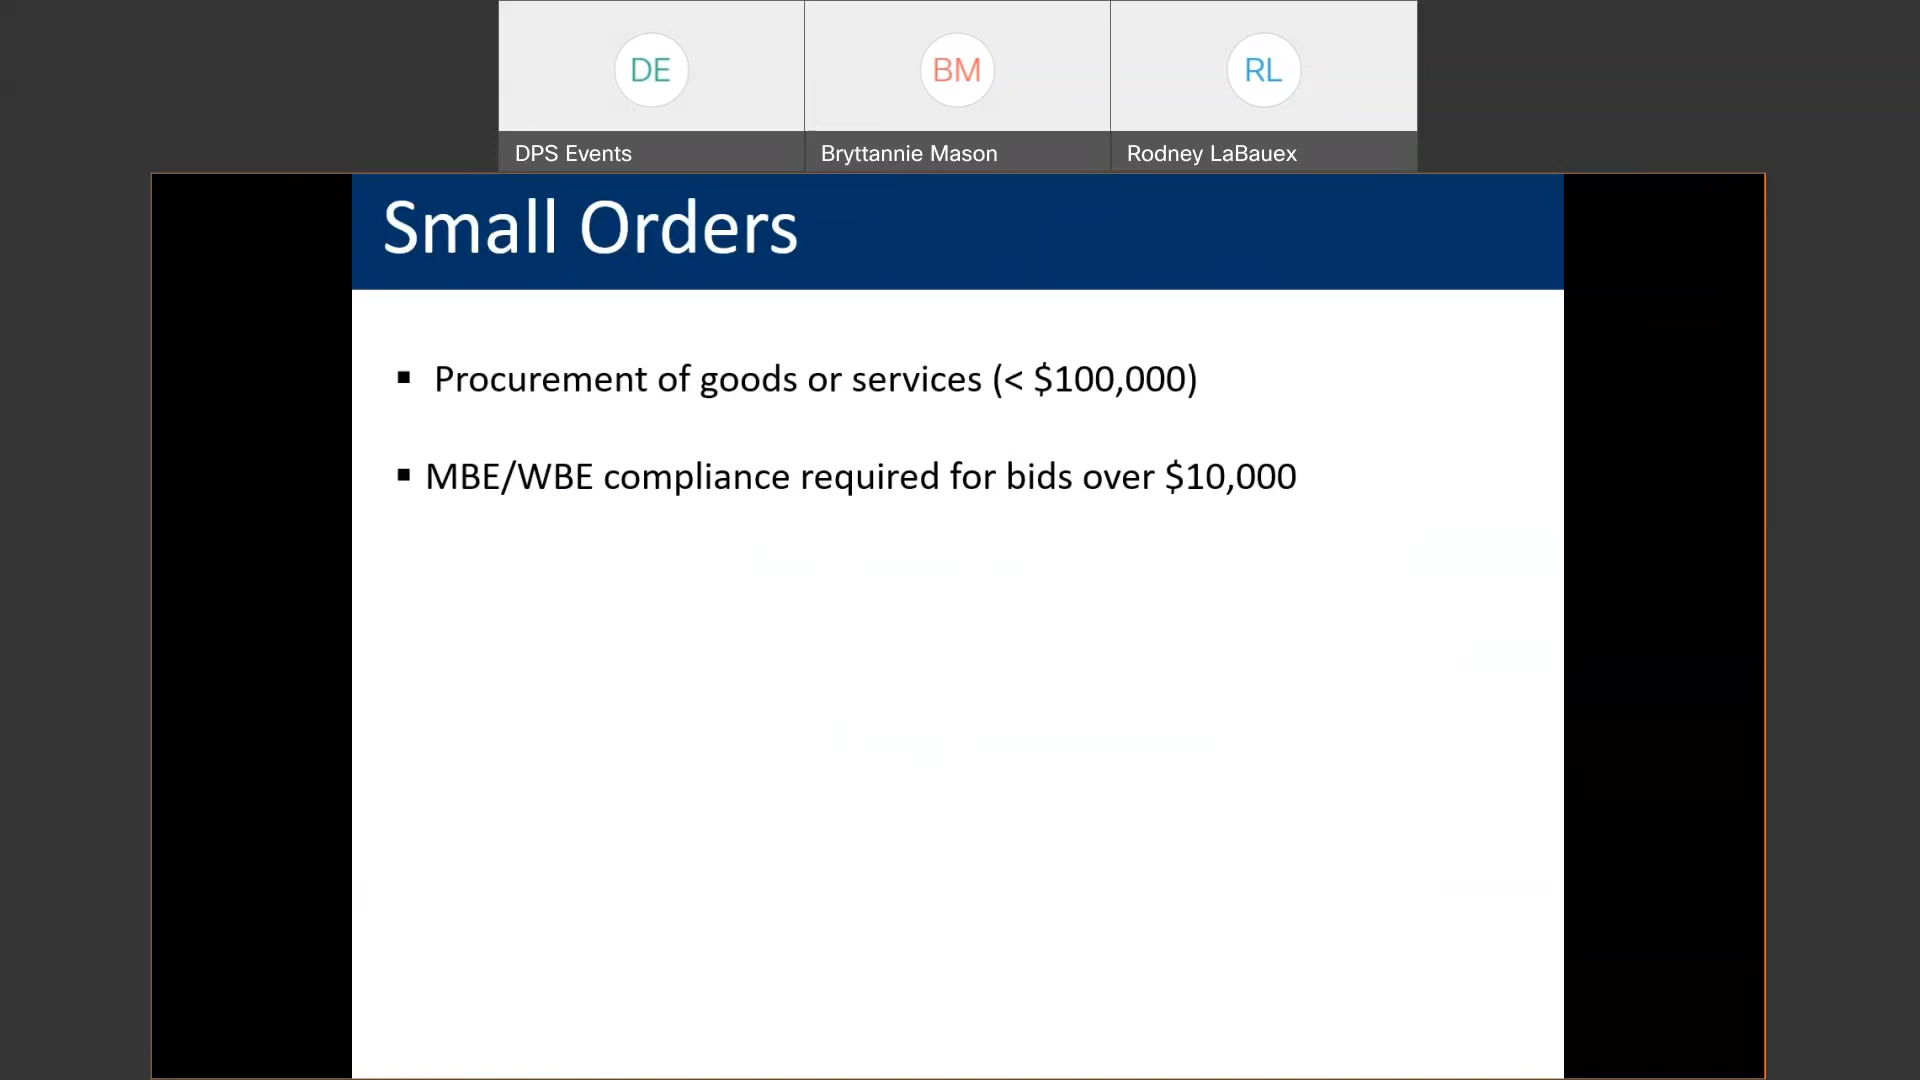 DE
BM
RL
DPS Events
Bryttannie Mason
Rodney LaBauex
Small Orders
▪ Procurement of goods or services (< $100,000)
▪ MBE/WBE compliance required for bids over $10,000